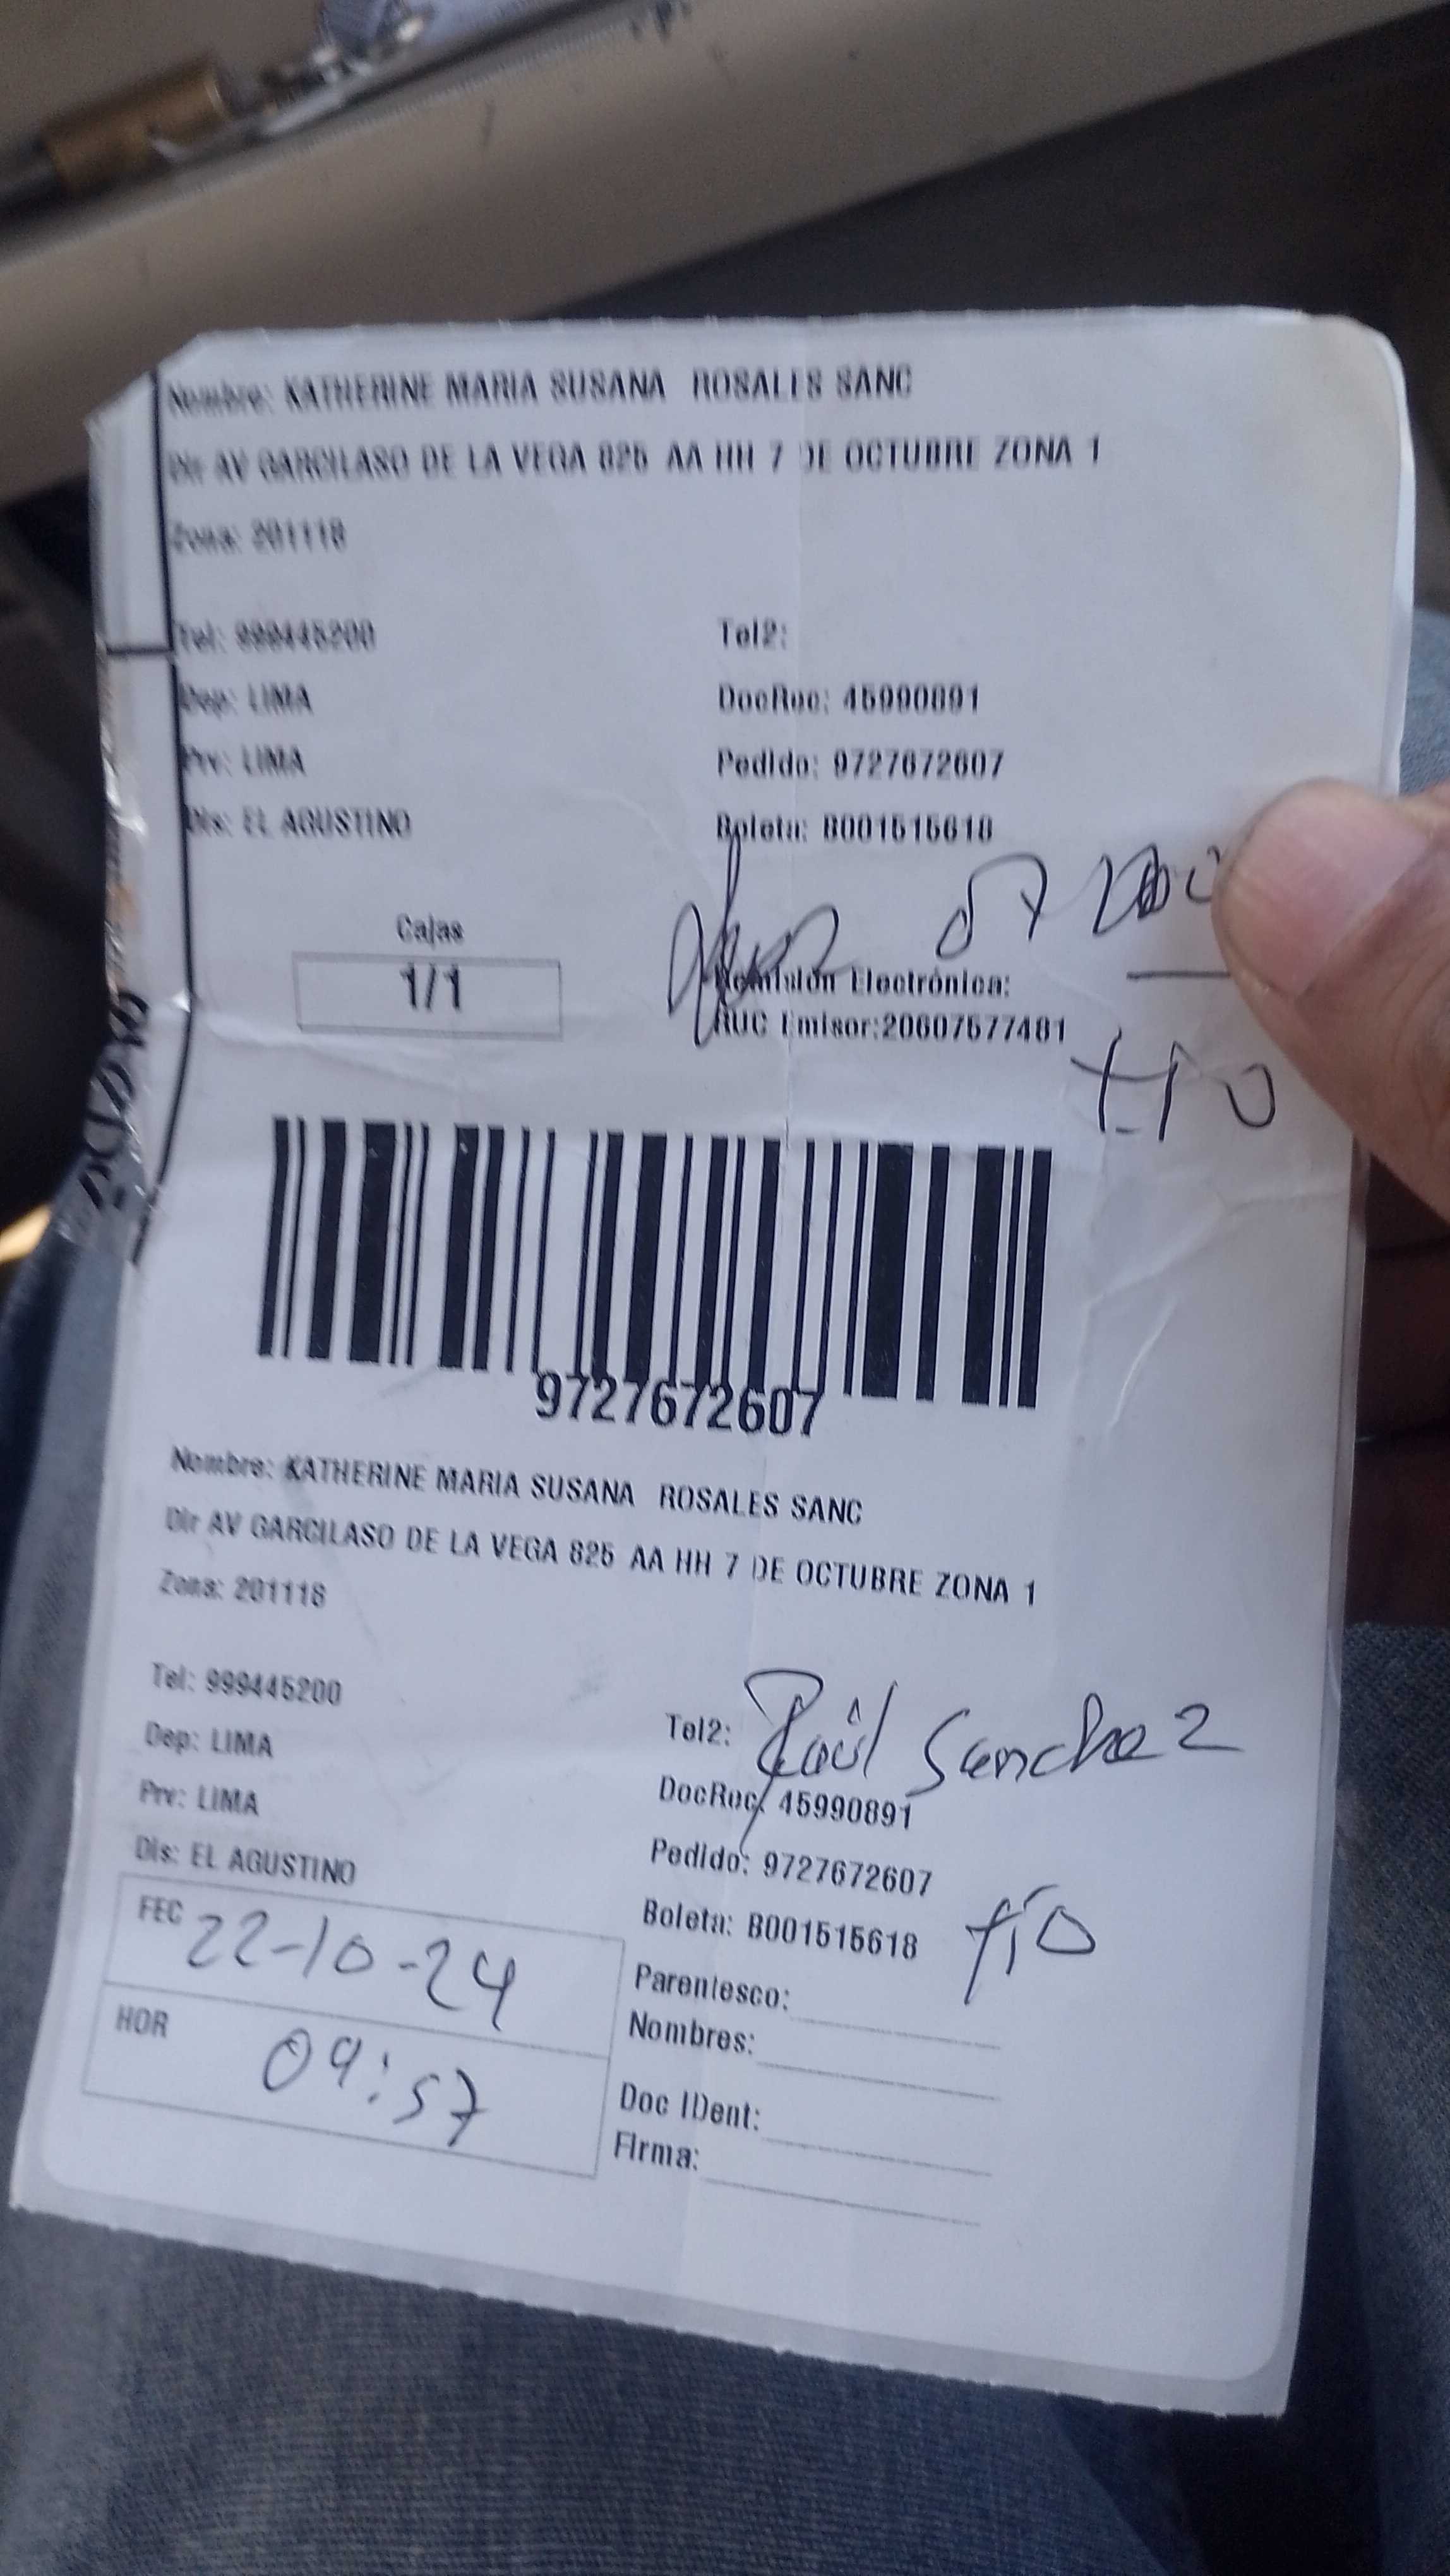 Nombre: KATHERINE MARIA SUSANA ROSALES SANC
Dir AV GARCILASO DE LA VEGA 825 AA HH 7 DE OCTUBRE ZONA 1
Zona: 201118
Tel: 999445200
Tel2:
Dep: LIMA
DocRec: 45990891
Prv: LIMA
Pedido: 9727672607
Dis: EL AGUSTINO
Boleta: B001515618
Cajas
1/1
Remisión Electrónica:
RUC Emisor:20607577481
tío
9727672607
Nombre: KATHERINE MARIA SUSANA ROSALES SANC
Dir AV GARCILASO DE LA VEGA 825 AA HH 7 DE OCTUBRE ZONA 1
Zona: 201118
Tel: 999445200
Tel2: Raúl Sanchez
Dep: LIMA
DocRec: 45990891
Prv: LIMA
Pedido: 9727672607
Dis: EL AGUSTINO
Boleta: B001515618 tío
FEC 22-10-24
Parentesco:
Nombres:
HOR 09:57
Doc IDent:
Firma: